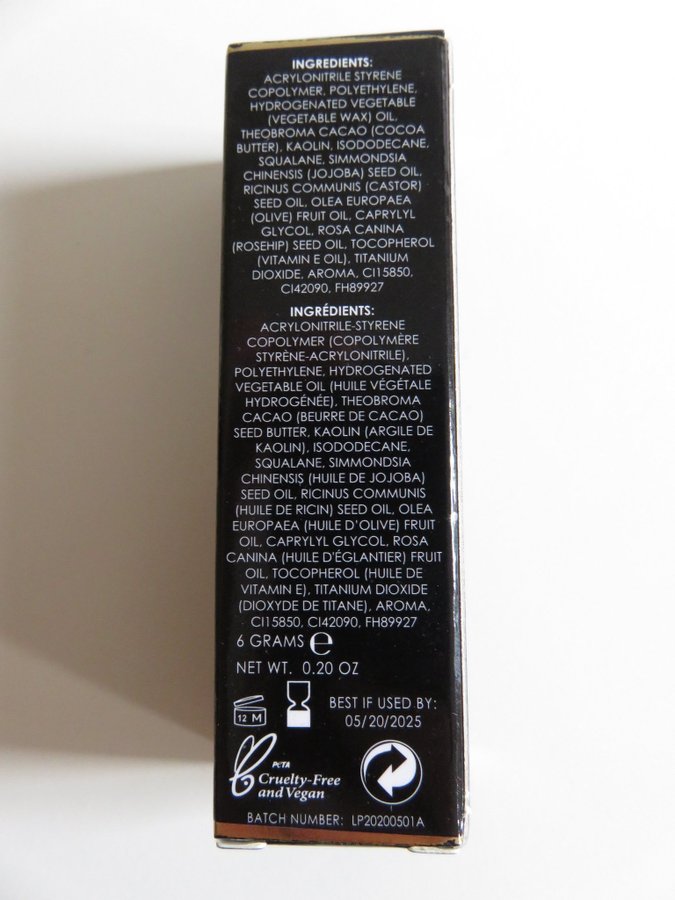 INGREDIENTS:
ACRYLONITRILE STYRENE
COPOLYMER, POLYETHYLENE,
HYDROGENATED VEGETABLE
(VEGETABLE WAX) OIL,
THEOBROMA CACAO (COCOA
BUTTER), KAOLIN, ISODODECANE,
SQUALANE, SIMMONDSIA
CHINENSIS (JOJOBA) SEED OIL,
RICINUS COMMUNIS (CASTOR)
SEED OIL, OLEA EUROPAEA
(OLIVE) FRUIT OIL, CAPRYLYL
GLYCOL, ROSA CANINA
(ROSEHIP) SEED OIL, TOCOPHEROL
(VITAMIN E OIL), TITANIUM
DIOXIDE, AROMA, CI15850,
CI42090, FH89927
INGRÉDIENTS:
ACRYLONITRILE-STYRENE
COPOLYMER (COPOLYMÈRE
STYRÈNE-ACRYLONITRILE),
POLYETHYLENE, HYDROGENATED
VEGETABLE OIL (HUILE VÉGÉTALE
HYDROGÉNÉE), THEOBROMA
CACAO (BEURRE DE CACAO)
SEED BUTTER, KAOLIN (ARGILE DE
KAOLIN), ISODODECANE,
SQUALANE, SIMMONDSIA
CHINENSIS (HUILE DE JOJOBA)
SEED OIL, RICINUS COMMUNIS
(HUILE DE RICIN) SEED OIL, OLEA
EUROPAEA (HUILE D'OLIVE) FRUIT
OIL, CAPRYLYL GLYCOL, ROSA
CANINA (HUILE D'ÉGLANTIER) FRUIT
OIL, TOCOPHEROL (HUILE DE
VITAMIN E), TITANIUM DIOXIDE
(DIOXYDE DE TITANE), AROMA,
CI15850, CI42090, FH89927
6 GRAMS ℮
NET WT. 0.20 OZ
12 M
BEST IF USED BY:
05/20/2025
PETA
Cruelty-Free
and Vegan
BATCH NUMBER: LP20200501A